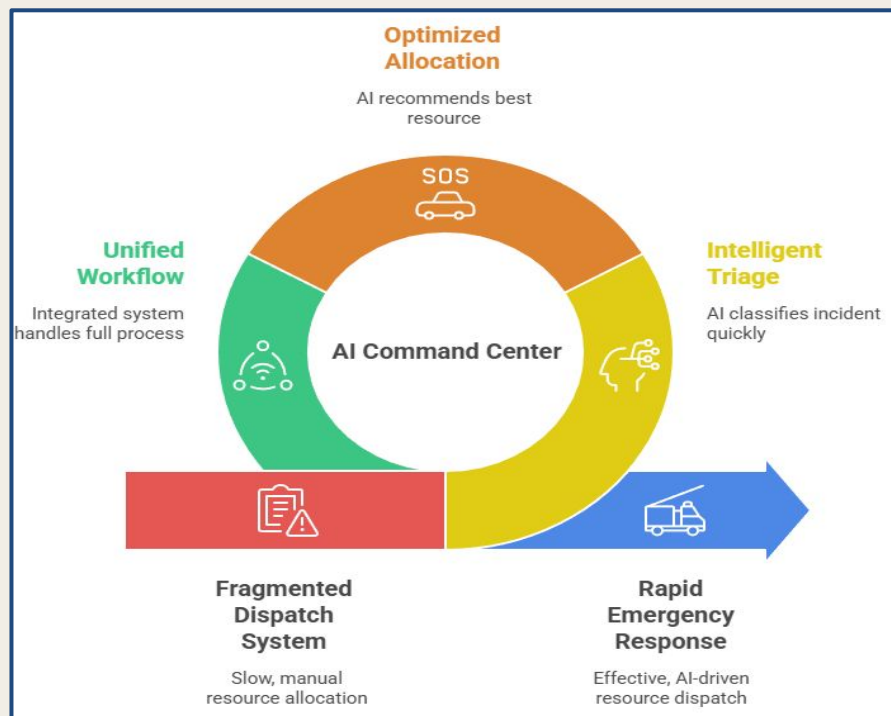 Optimized
Allocation
AI recommends best
resource
SOS
Unified
Workflow
Integrated system
handles full process
Intelligent
Triage
AI classifies incident
quickly
AI Command Center
Fragmented
Dispatch
System
Slow, manual
resource allocation
Rapid
Emergency
Response
Effective, AI-driven
resource dispatch